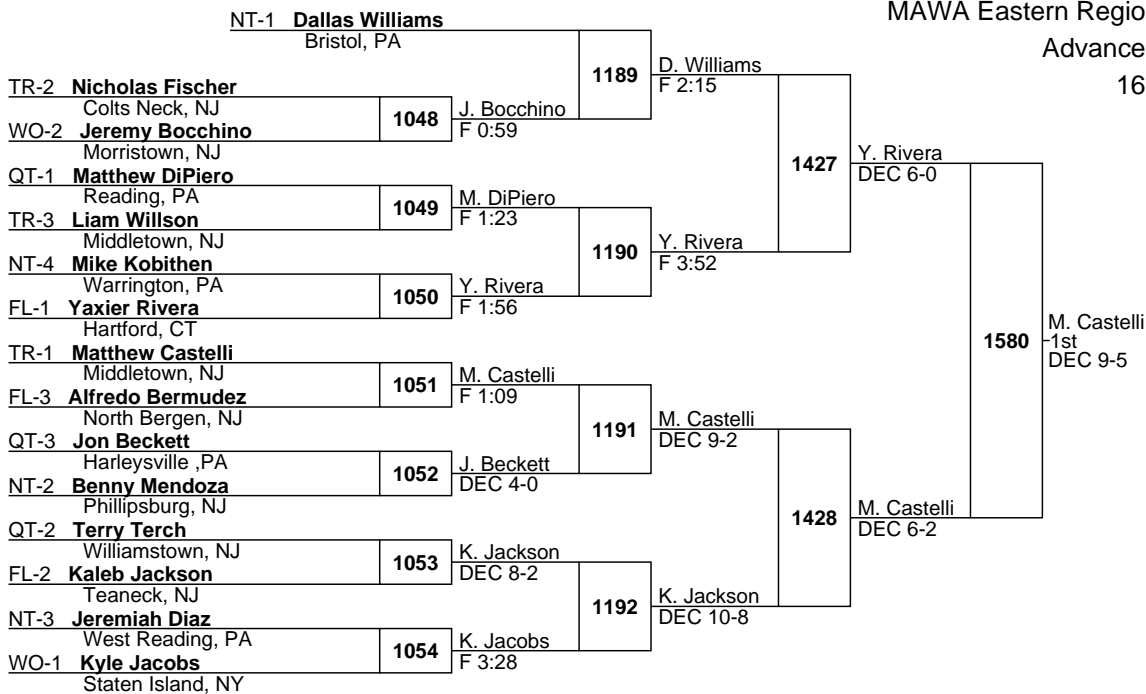 MAWA Eastern Regio
Advance
16
NT-1 Dallas Williams
Bristol, PA
TR-2 Nicholas Fischer
Colts Neck, NJ
WO-2 Jeremy Bocchino
Morristown, NJ
QT-1 Matthew DiPiero
Reading, PA
TR-3 Liam Willson
Middletown, NJ
NT-4 Mike Kobithen
Warrington, PA
FL-1 Yaxier Rivera
Hartford, CT
TR-1 Matthew Castelli
Middletown, NJ
FL-3 Alfredo Bermudez
North Bergen, NJ
QT-3 Jon Beckett
Harleysville ,PA
NT-2 Benny Mendoza
Phillipsburg, NJ
QT-2 Terry Terch
Williamstown, NJ
FL-2 Kaleb Jackson
Teaneck, NJ
NT-3 Jeremiah Diaz
West Reading, PA
WO-1 Kyle Jacobs
Staten Island, NY
1048
J. Bocchino
F 0:59
1049
M. DiPiero
F 1:23
1050
Y. Rivera
F 1:56
1051
M. Castelli
F 1:09
1052
J. Beckett
DEC 4-0
1053
K. Jackson
DEC 8-2
1054
K. Jacobs
F 3:28
1189
D. Williams
F 2:15
1190
Y. Rivera
F 3:52
1191
M. Castelli
DEC 9-2
1192
K. Jackson
DEC 10-8
1427
Y. Rivera
DEC 6-0
1428
M. Castelli
DEC 6-2
1580
M. Castelli
1st
DEC 9-5